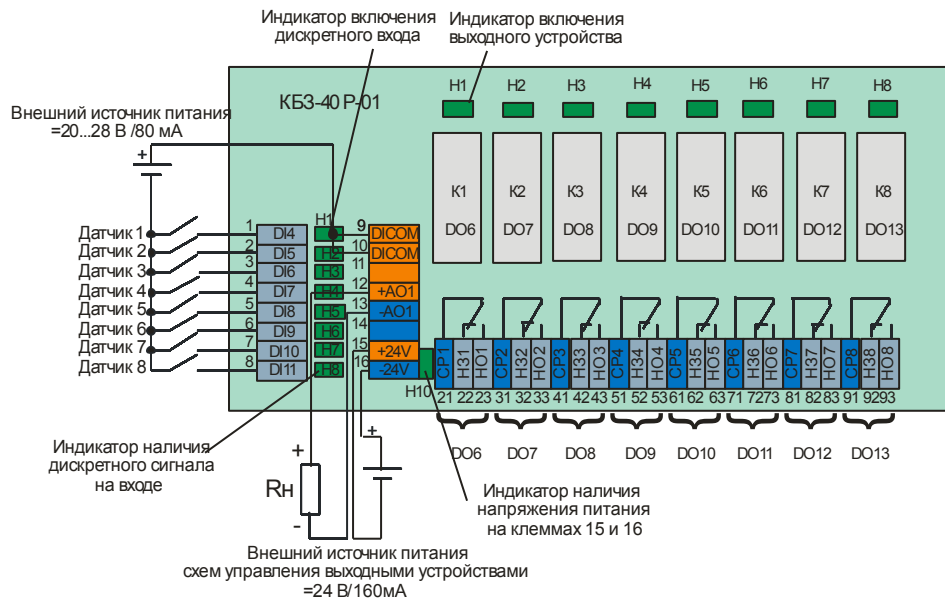 Индикатор включения
дискретного входа
Индикатор включения
выходного устройства
КБЗ-40 Р-01
H1 H2 H3 H4 H5 H6 H7 H8
Внешний источник питания
=20...28 В /80 мА
+
K1 K2 K3 K4 K5 K6 K7 K8
DO6 DO7 DO8 DO9 DO10 DO11 DO12 DO13
Датчик 1 1 DI4 H1 9 DICOM
Датчик 2 2 DI5 H2 10 DICOM
Датчик 3 3 DI6 H3 11
Датчик 4 4 DI7 H4 12 +AO1
Датчик 5 5 DI8 H5 13 -AO1
Датчик 6 6 DI9 H6 14
Датчик 7 7 DI10 H7 15 +24V
Датчик 8 8 DI11 H8 16 -24V
H10
CP1 H31 HO1 CP2 H32 HO2 CP3 H33 HO3 CP4 H34 HO4 CP5 H35 HO5 CP6 H36 HO6 CP7 H37 HO7 CP8 H38 HO8
21 22 23 31 32 33 41 42 43 51 52 53 61 62 63 71 72 73 81 82 83 91 92 93
DO6 DO7 DO8 DO9 DO10 DO11 DO12 DO13
Индикатор наличия
дискретного сигнала
на входе
+
Rн
-
+
Индикатор наличия
напряжения питания
на клеммах 15 и 16
Внешний источник питания
схем управления выходными устройствами
=24 В/160мА